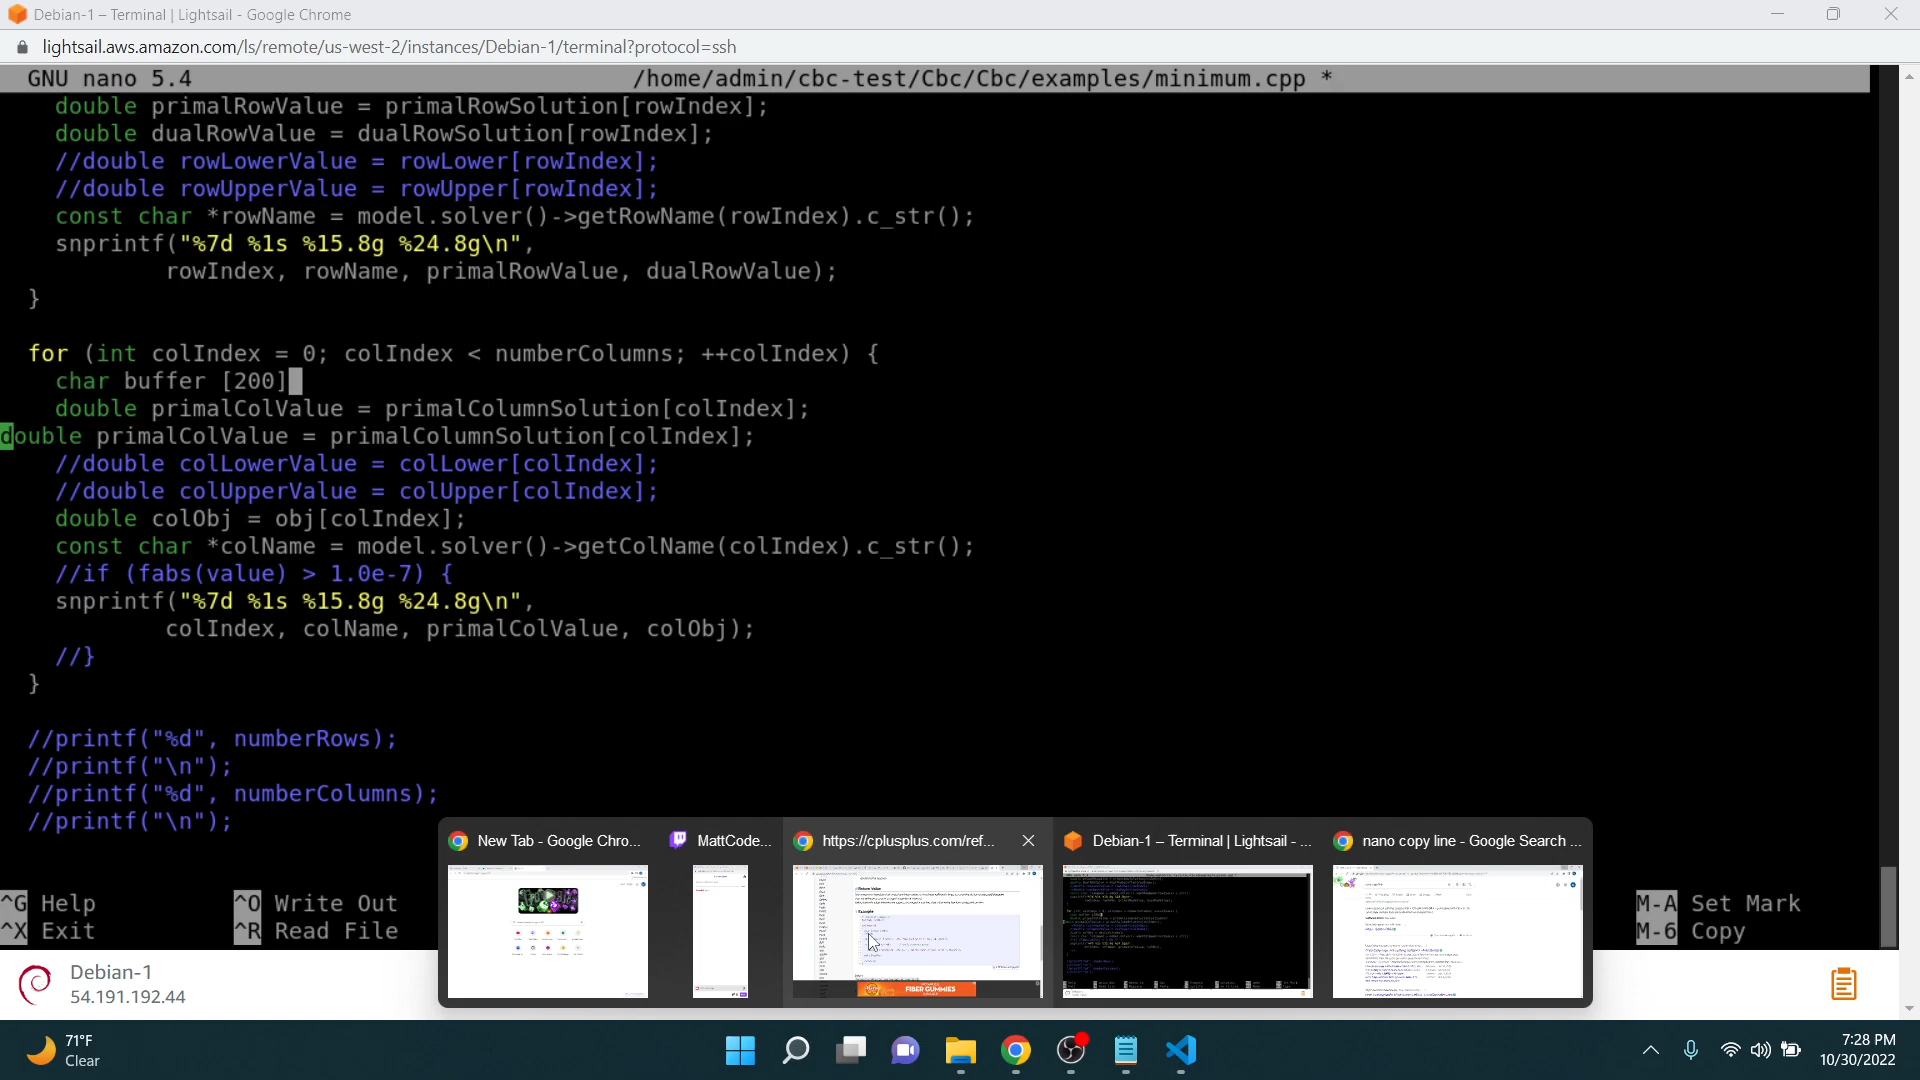 Debian-1 – Terminal | Lightsail - Google Chrome
lightsail.aws.amazon.com/ls/remote/us-west-2/instances/Debian-1/terminal?protocol=ssh
GNU nano 5.4 /home/admin/cbc-test/Cbc/Cbc/examples/minimum.cpp *
double primalRowValue = primalRowSolution[rowIndex];
double dualRowValue = dualRowSolution[rowIndex];
//double rowLowerValue = rowLower[rowIndex];
//double rowUpperValue = rowUpper[rowIndex];
const char *rowName = model.solver()->getRowName(rowIndex).c_str();
snprintf("%7d %1s %15.8g %24.8g\n",
rowIndex, rowName, primalRowValue, dualRowValue);
}
for (int colIndex = 0; colIndex < numberColumns; ++colIndex) {
char buffer [200]
double primalColValue = primalColumnSolution[colIndex];
double primalColValue = primalColumnSolution[colIndex];
//double colLowerValue = colLower[colIndex];
//double colUpperValue = colUpper[colIndex];
double colObj = obj[colIndex];
const char *colName = model.solver()->getColName(colIndex).c_str();
//if (fabs(value) > 1.0e-7) {
snprintf("%7d %1s %15.8g %24.8g\n",
colIndex, colName, primalColValue, colObj);
//}
}
//printf("%d", numberRows);
//printf("\n");
//printf("%d", numberColumns);
//printf("\n");
New Tab - Google Chro... MattCode... https://cplusplus.com/ref... Debian-1 – Terminal | Lightsail - ... nano copy line - Google Search ...
^G Help ^O Write Out M-A Set Mark
^X Exit ^R Read File M-6 Copy
Debian-1
54.191.192.44
FIBER GUMMIES
71°F
Clear
7:28 PM
10/30/2022